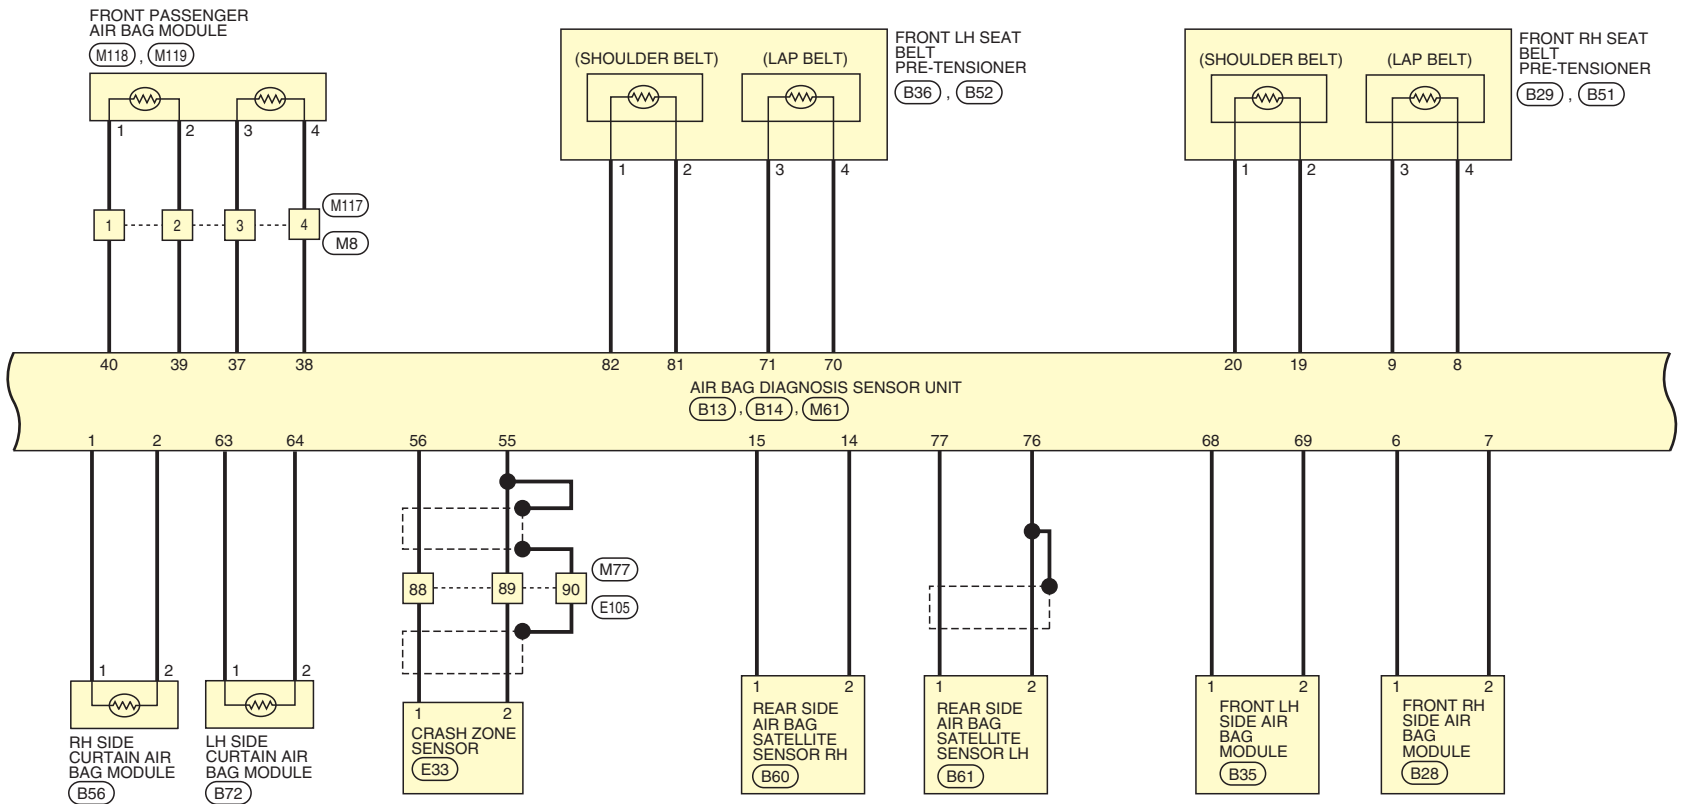 FRONT PASSENGER
AIR BAG MODULE
M118 , M119
1 2 3 4
1 2 3 4
M117
M8
(SHOULDER BELT) (LAP BELT)
FRONT LH SEAT
BELT
PRE-TENSIONER
B36 , B52
1 2 3 4
(SHOULDER BELT) (LAP BELT)
FRONT RH SEAT
BELT
PRE-TENSIONER
B29 , B51
1 2 3 4
40 39 37 38 82 81 71 70 20 19 9 8
AIR BAG DIAGNOSIS SENSOR UNIT
B13 , B14 , M61
1 2 63 64 56 55 15 14 77 76 68 69 6 7
88 89 90
M77
E105
1 2
RH SIDE
CURTAIN AIR
BAG MODULE
B56
1 2
LH SIDE
CURTAIN AIR
BAG MODULE
B72
1 2
CRASH ZONE
SENSOR
E33
1 2
REAR SIDE
AIR BAG
SATELLITE
SENSOR RH
B60
1 2
REAR SIDE
AIR BAG
SATELLITE
SENSOR LH
B61
1 2
FRONT LH
SIDE AIR
BAG
MODULE
B35
1 2
FRONT RH
SIDE AIR
BAG
MODULE
B28